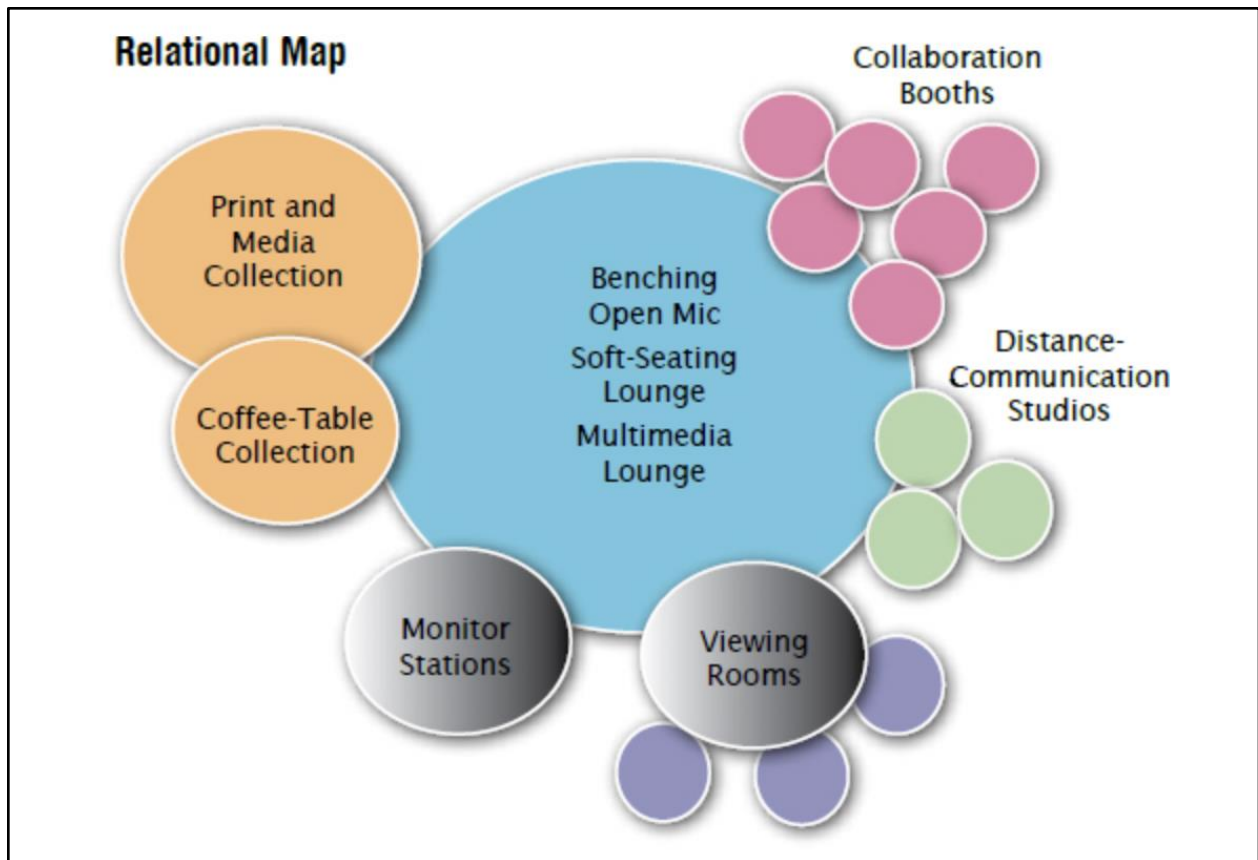 Relational Map
Collaboration
Booths
Print and
Media
Collection
Benching
Open Mic
Soft-Seating
Lounge
Multimedia
Lounge
Distance-
Communication
Studios
Coffee-Table
Collection
Monitor
Stations
Viewing
Rooms